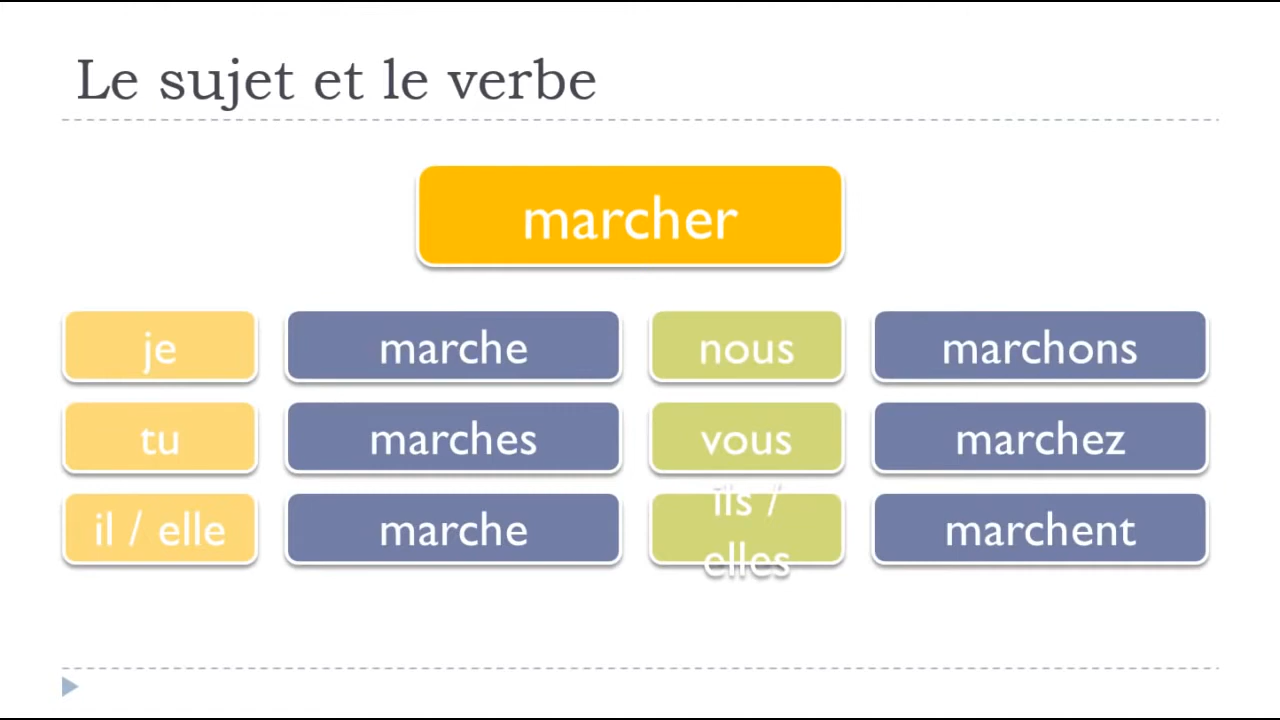 Le sujet et le verbe
marcher
je marche nous marchons
tu marches vous marchez
il / elle marche ils /
elles marchent